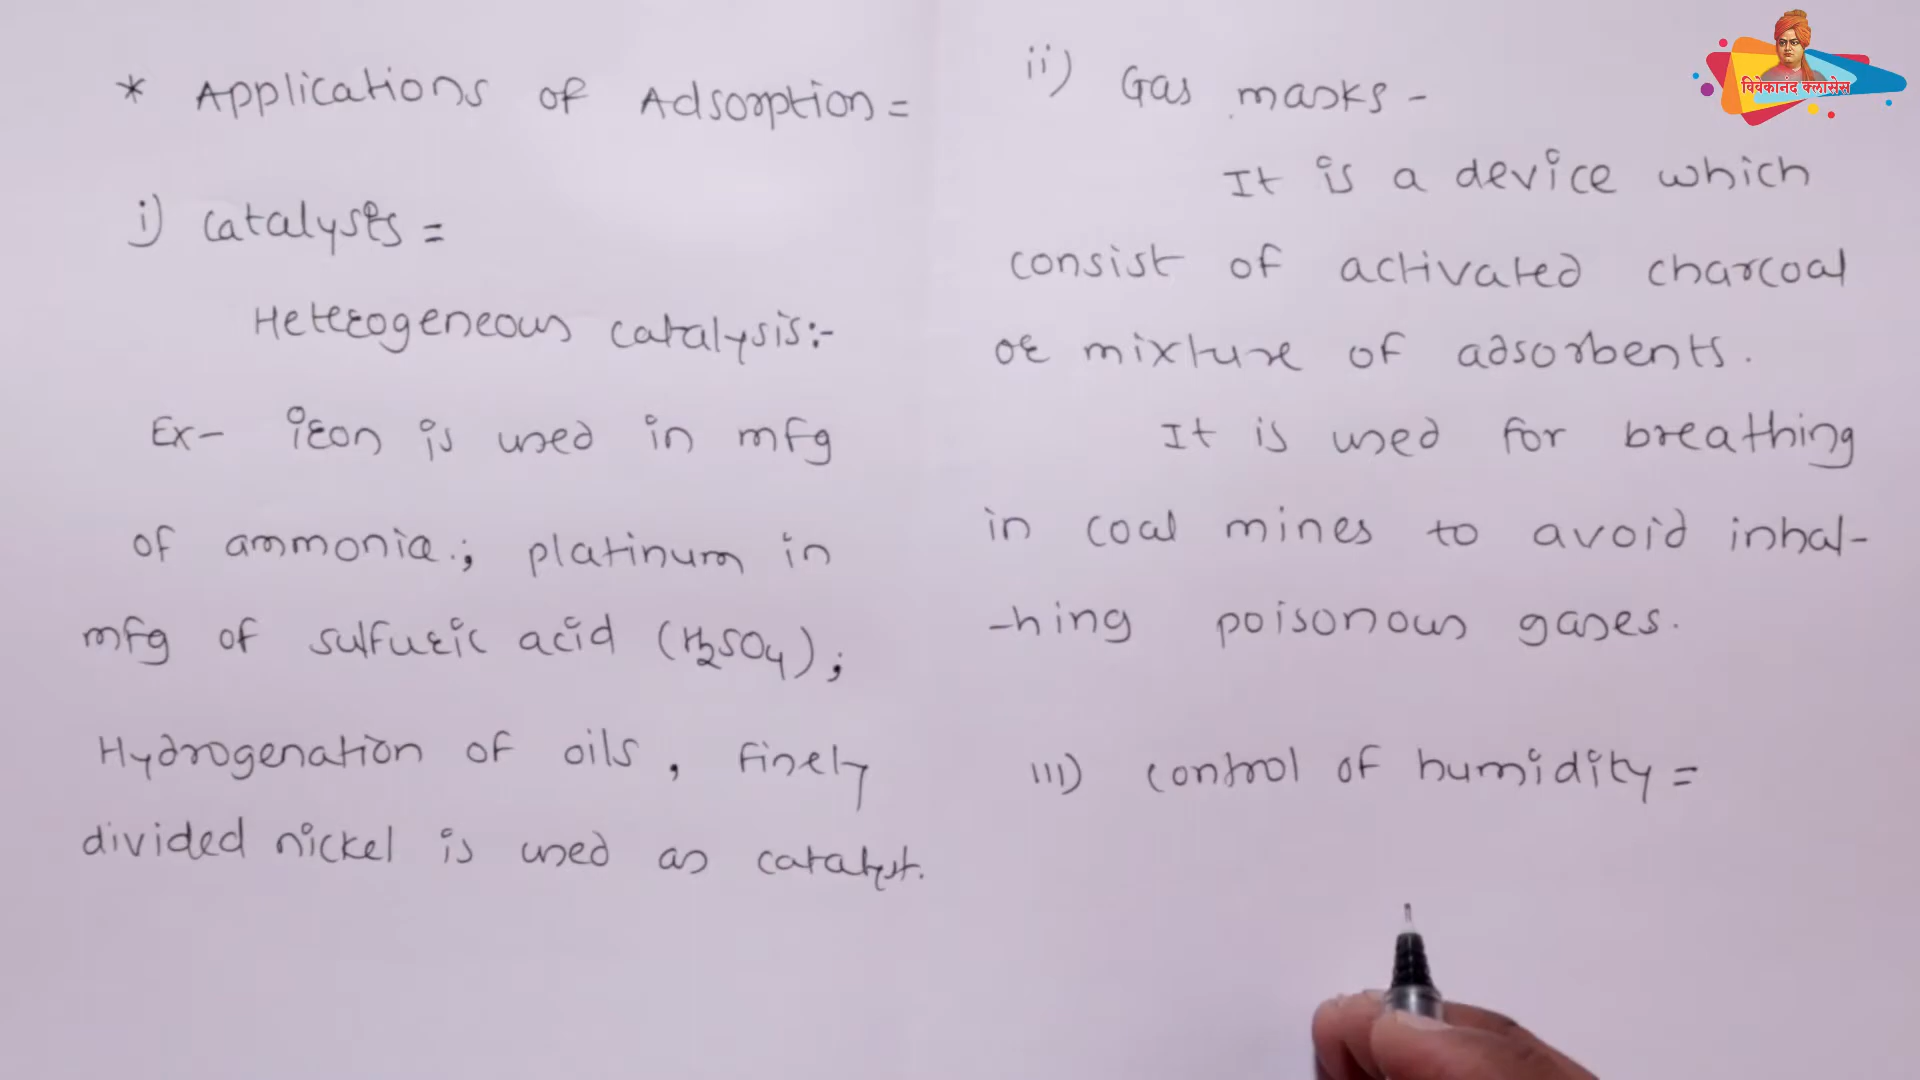 * Applications of Adsorption =
i) Catalysts =
Heterogeneous catalysis:-
Ex- iron is used in mfg
of ammonia.; platinum in
mfg of sulfuric acid (H2SO4);
Hydrogenation of oils, finely
divided nickel is used as catalyst.
ii) Gas masks -
It is a device which
consist of activated charcoal
or mixture of adsorbents.
It is used for breathing
in coal mines to avoid inhal-
-hing poisonous gases.
iii) control of humidity =
विवेकानंद क्लासेस